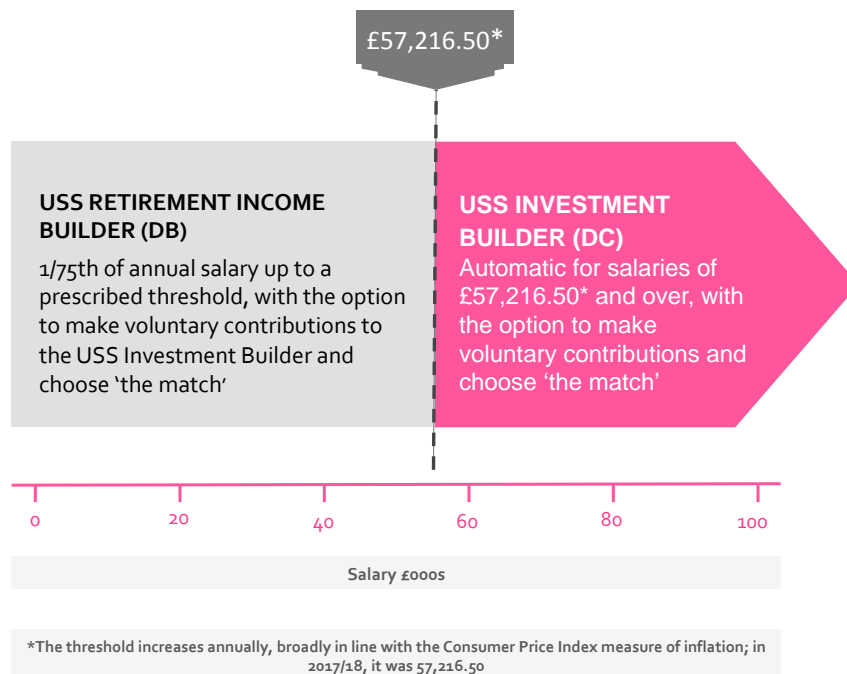 £57,216.50*
USS RETIREMENT INCOME
BUILDER (DB)
1/75th of annual salary up to a
prescribed threshold, with the option
to make voluntary contributions to
the USS Investment Builder and
choose ‘the match’
USS INVESTMENT
BUILDER (DC)
Automatic for salaries of
£57,216.50* and over, with
the option to make
voluntary contributions and
choose ‘the match’
0 20 40 60 80 100
Salary £000s
*The threshold increases annually, broadly in line with the Consumer Price Index measure of inflation; in
2017/18, it was 57,216.50